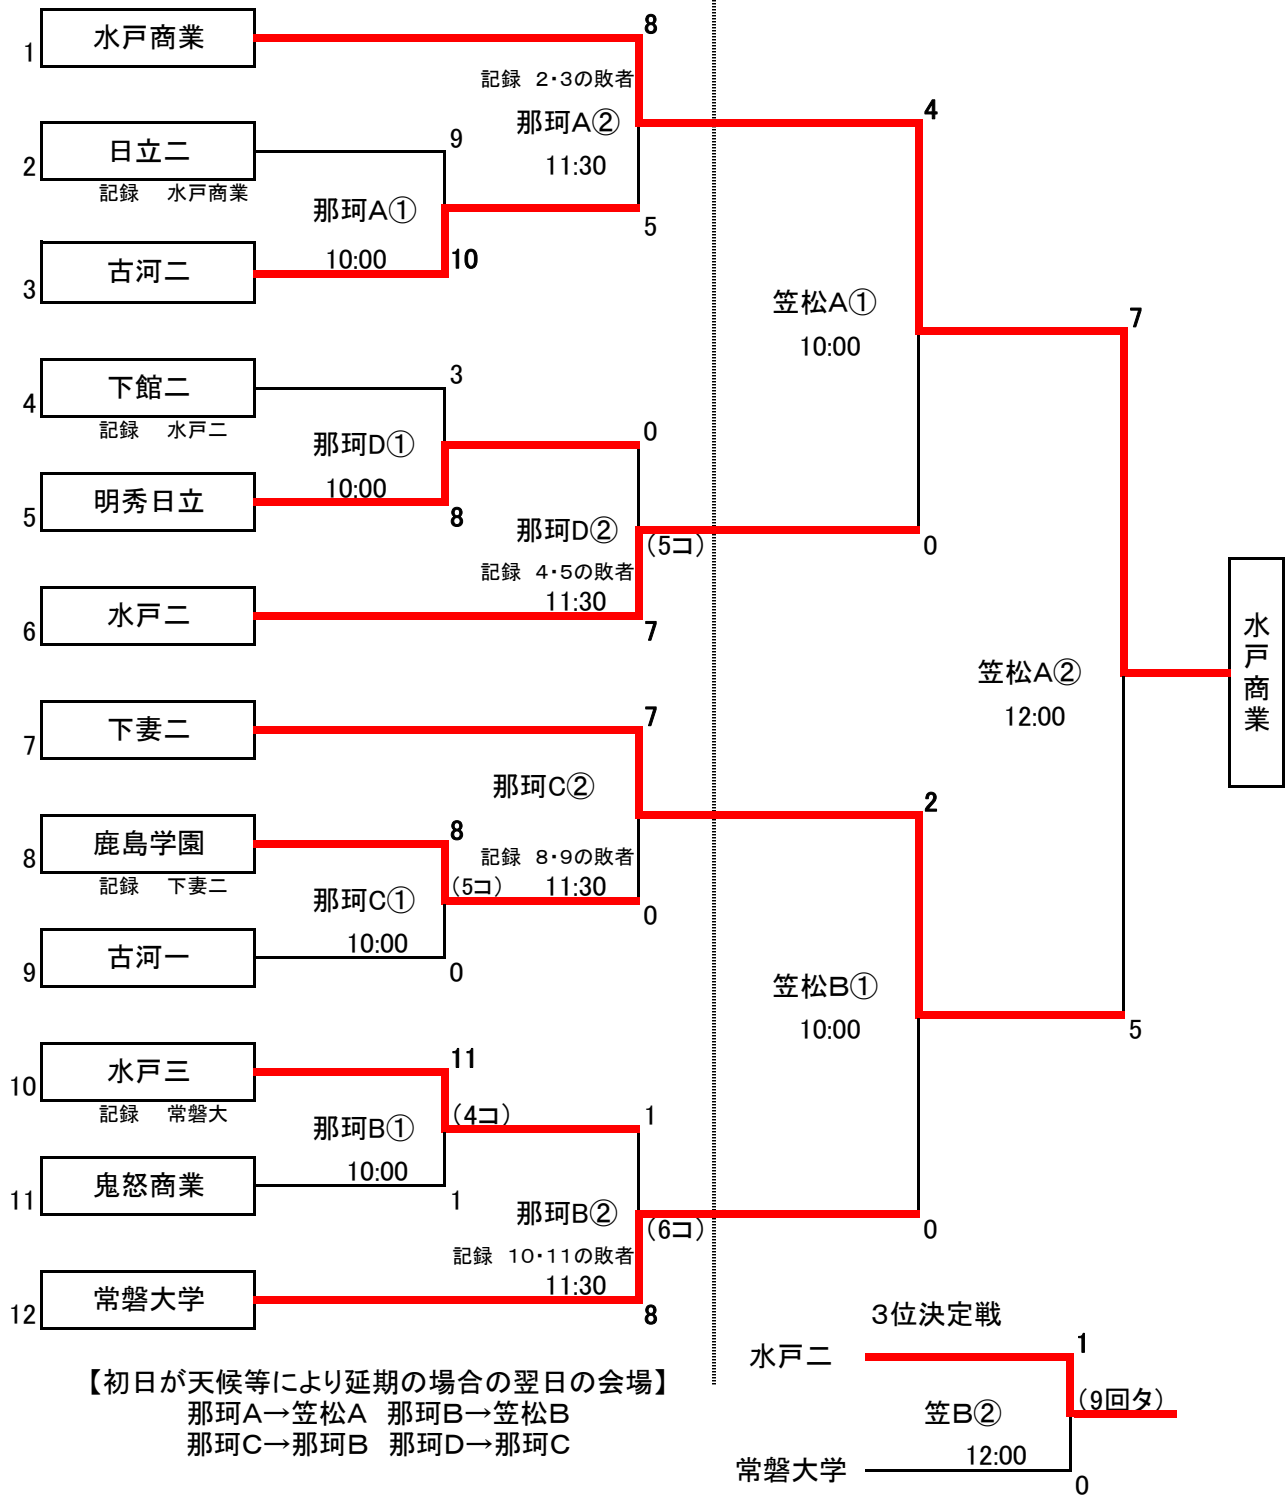 1 水戸商業
8
記録 2・3の敗者
那珂A②
11:30
4
2 日立二
記録 水戸商業
9
那珂A①
10:00
5
3 古河二
10
笠松A①
10:00
7
4 下館二
記録 水戸二
3
那珂D①
10:00
0
5 明秀日立
8
那珂D②
(5コ)
0
記録 4・5の敗者
11:30
6 水戸二
7
水戸商業
笠松A②
12:00
7 下妻二
7
那珂C②
2
8 鹿島学園
記録 下妻二
8
(5コ)
記録 8・9の敗者
11:30
那珂C①
10:00
0
9 古河一
0
笠松B①
10:00
5
10 水戸三
記録 常磐大
11
(4コ)
1
那珂B①
10:00
11 鬼怒商業
1
那珂B②
(6コ)
0
記録 10・11の敗者
11:30
12 常磐大学
8
3位決定戦
水戸二
1
(9回タ)
笠B②
12:00
常磐大学
0
【初日が天候等により延期の場合の翌日の会場】
那珂A→笠松A 那珂B→笠松B
那珂C→那珂B 那珂D→那珂C